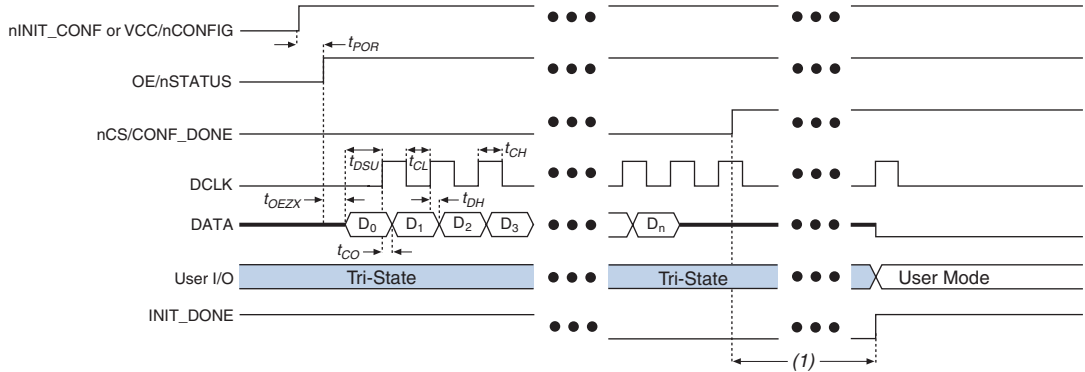 nINIT_CONF or VCC/nCONFIG
tPOR
OE/nSTATUS
nCS/CONF_DONE
tDSU
tCL
tCH
DCLK
tOEZX
tDH
DATA
D0
D1
D2
D3
Dn
tCO
User I/O
Tri-State
Tri-State
User Mode
INIT_DONE
(1)